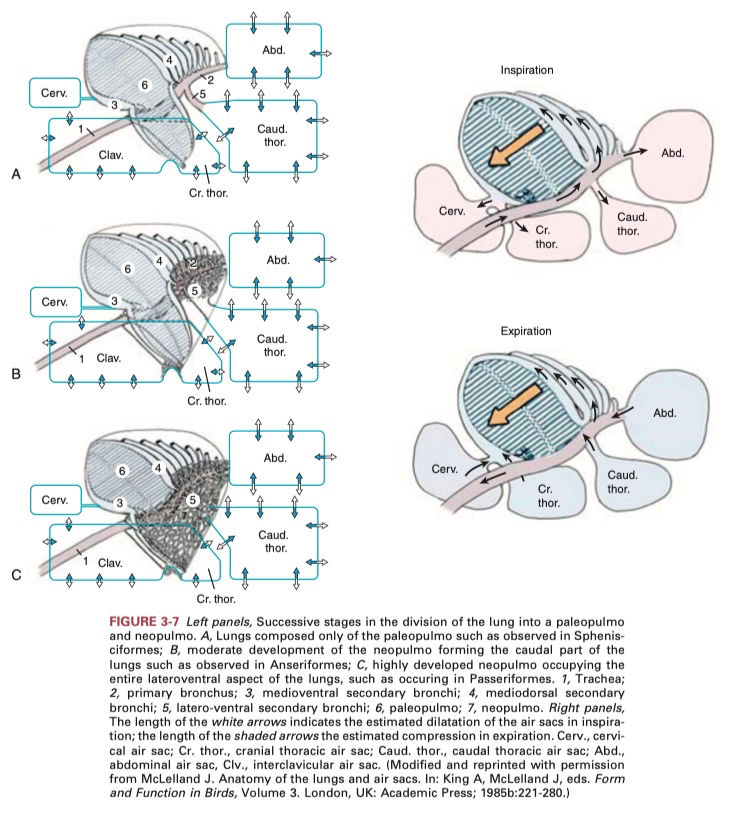 Abd.
Cerv.
4
6
2
5
3
1
Clav.
Caud.
thor.
Cr. thor.
A
Abd.
Cerv.
6
4
2
5
3
1 Clav.
Caud.
thor.
Cr. thor.
B
Abd.
Cerv.
6
4
5
3
1 Clav.
Caud.
thor.
Cr. thor.
C
Inspiration
Abd.
Cerv.
Cr.
thor.
Caud.
thor.
Expiration
Abd.
Cerv.
Cr.
thor.
Caud.
thor.
FIGURE 3-7 Left panels, Successive stages in the division of the lung into a paleopulmo
and neopulmo. A, Lungs composed only of the paleopulmo such as observed in Sphenis-
ciformes; B, moderate development of the neopulmo forming the caudal part of the
lungs such as observed in Anseriformes; C, highly developed neopulmo occupying the
entire lateroventral aspect of the lungs, such as occuring in Passeriformes. 1, Trachea;
2, primary bronchus; 3, medioventral secondary bronchi; 4, mediodorsal secondary
bronchi; 5, latero-ventral secondary bronchi; 6, paleopulmo; 7, neopulmo. Right panels,
The length of the white arrows indicates the estimated dilatation of the air sacs in inspira-
tion; the length of the shaded arrows the estimated compression in expiration. Cerv., cervi-
cal air sac; Cr. thor., cranial thoracic air sac; Caud. thor., caudal thoracic air sac; Abd.,
abdominal air sac, Clv., interclavicular air sac. (Modified and reprinted with permission
from McLelland J. Anatomy of the lungs and air sacs. In: King A, McLelland J, eds. Form
and Function in Birds, Volume 3. London, UK: Academic Press; 1985b:221-280.)